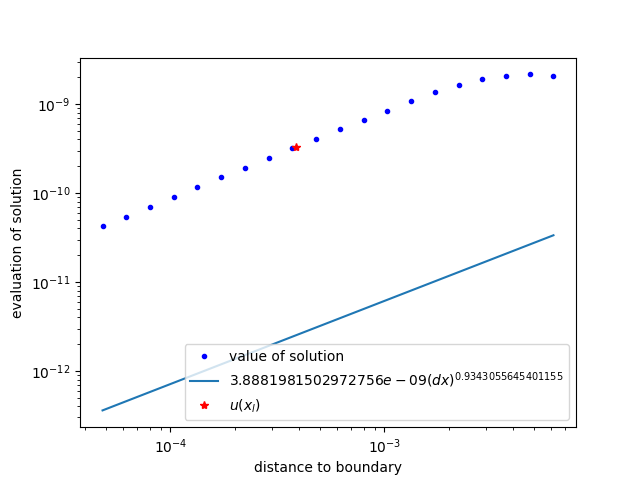 10^{-9}
10^{-10}
10^{-11}
10^{-12}
evaluation of solution
value of solution
3.8881981502972756e − 09(dx)^{0.9343055645401155}
u(x_I)
10^{-4}
10^{-3}
distance to boundary